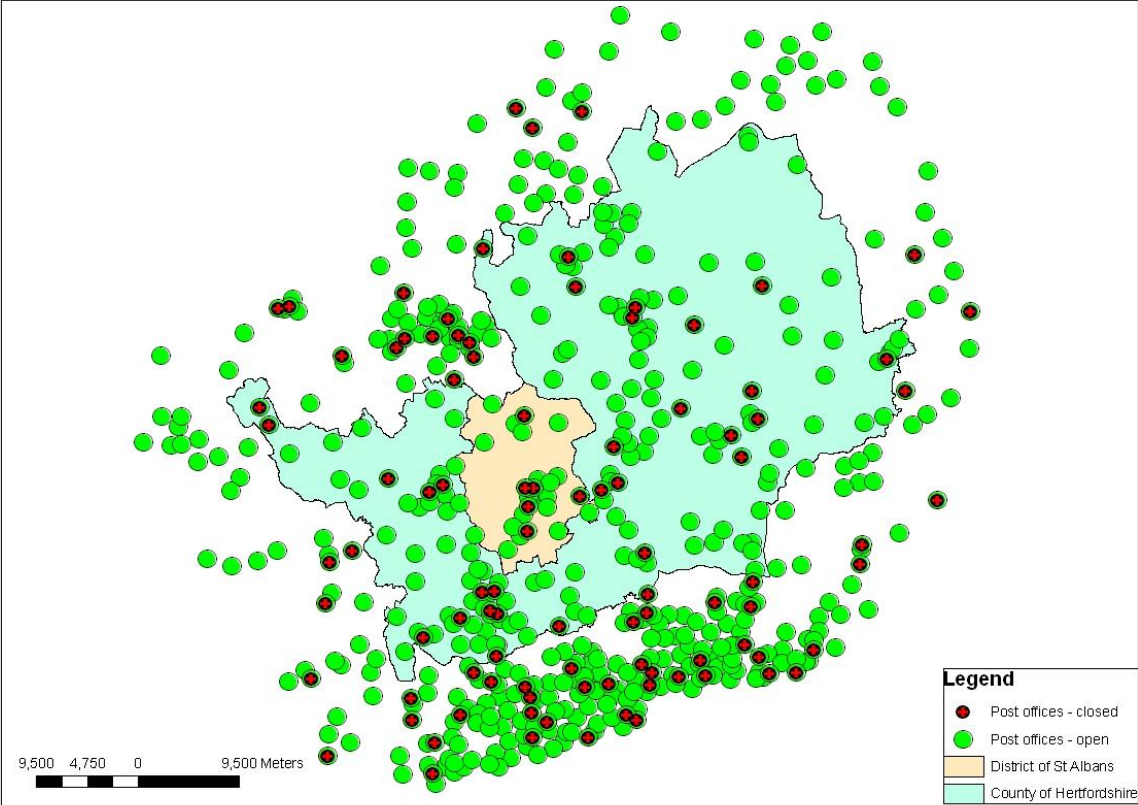 Legend
Post offices - closed
Post offices - open
District of St Albans
County of Hertfordshire
9,500 4,750 0 9,500 Meters